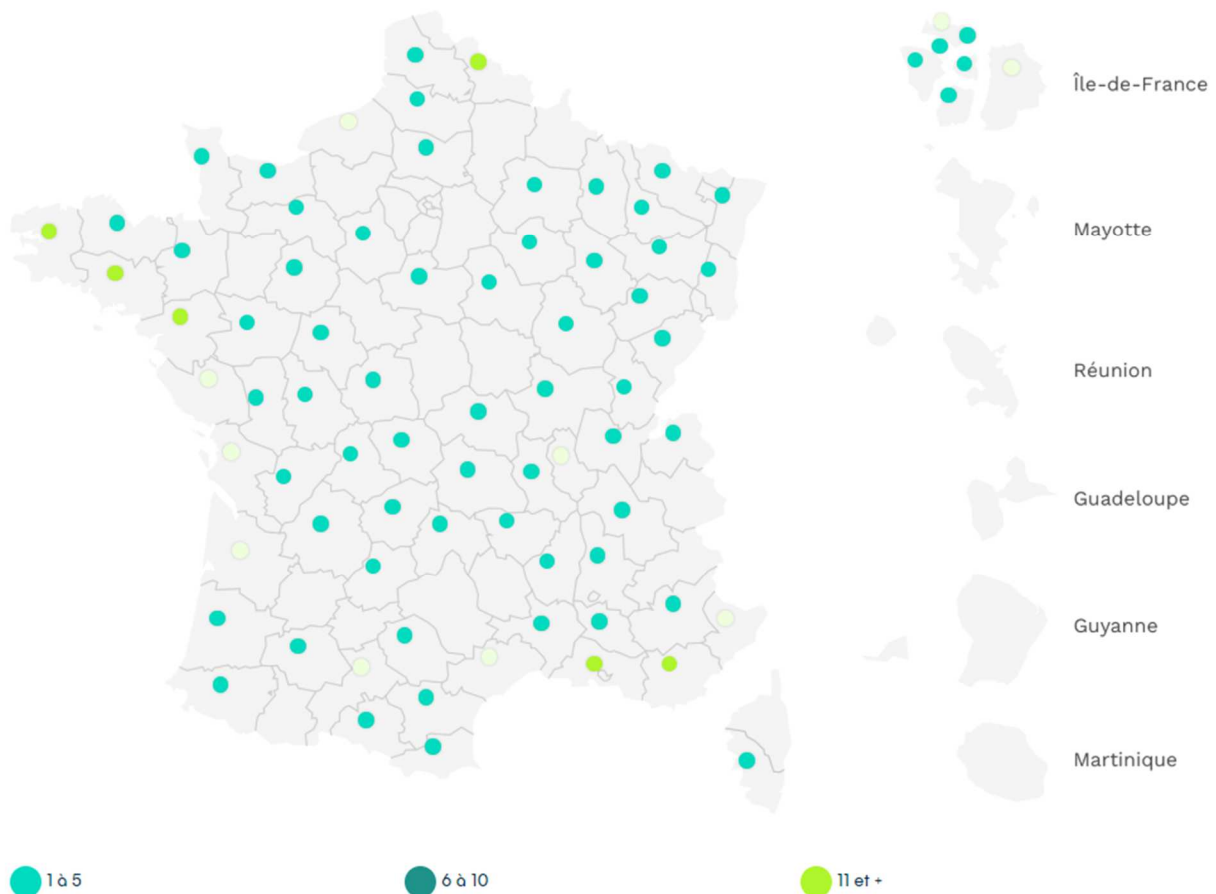 Île-de-France
Mayotte
Réunion
Guadeloupe
Guyanne
Martinique
1 à 5
6 à 10
11 et +